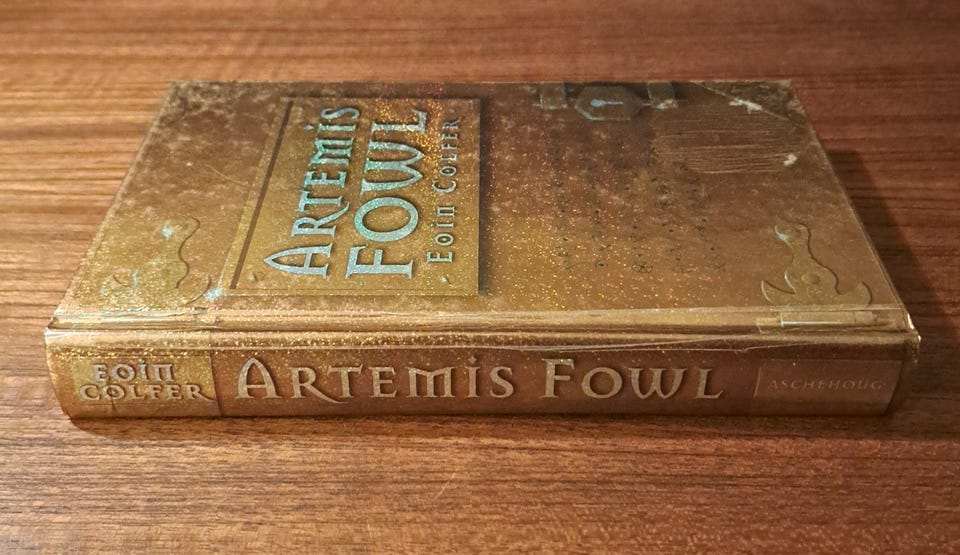 ARTEMIS
FOWL
EOIN COLFER
EOIN
COLFER
ARTEMIS FOWL
ASCHEHOUG